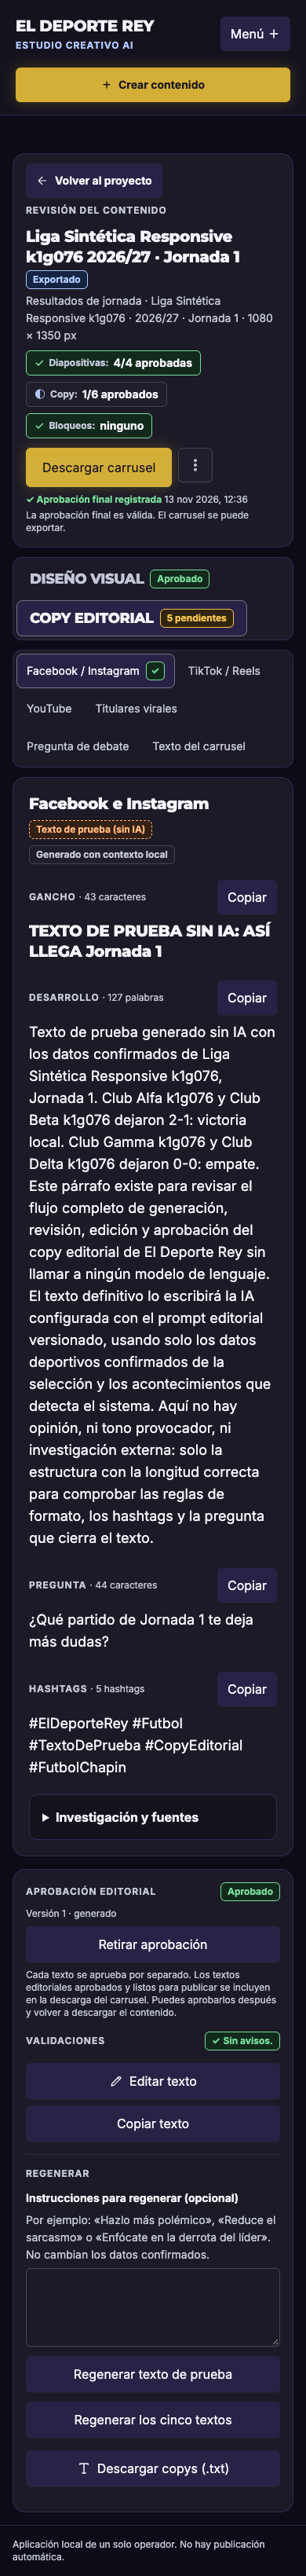 EL DEPORTE REY
ESTUDIO CREATIVO AI
Menú +
+ Crear contenido
← Volver al proyecto
REVISIÓN DEL CONTENIDO
Liga Sintética Responsive
k1g076 2026/27 · Jornada 1
Exportado
Resultados de jornada · Liga Sintética
Responsive k1g076 · 2026/27 · Jornada 1 · 1080
× 1350 px
✓ Diapositivas: 4/4 aprobadas
Copy: 1/6 aprobados
✓ Bloqueos: ninguno
Descargar carrusel
✓ Aprobación final registrada 13 nov 2026, 12:36
La aprobación final es válida. El carrusel se puede
exportar.
DISEÑO VISUAL Aprobado
COPY EDITORIAL 5 pendientes
Facebook / Instagram ✓ TikTok / Reels
YouTube Titulares virales
Pregunta de debate Texto del carrusel
Facebook e Instagram
Texto de prueba (sin IA)
Generado con contexto local
GANCHO · 43 caracteres
Copiar
TEXTO DE PRUEBA SIN IA: ASÍ
LLEGA Jornada 1
DESARROLLO · 127 palabras
Copiar
Texto de prueba generado sin IA con
los datos confirmados de Liga
Sintética Responsive k1g076,
Jornada 1. Club Alfa k1g076 y Club
Beta k1g076 dejaron 2-1: victoria
local. Club Gamma k1g076 y Club
Delta k1g076 dejaron 0-0: empate.
Este párrafo existe para revisar el
flujo completo de generación,
revisión, edición y aprobación del
copy editorial de El Deporte Rey sin
llamar a ningún modelo de lenguaje.
El texto definitivo lo escribirá la IA
configurada con el prompt editorial
versionado, usando solo los datos
deportivos confirmados de la
selección y los acontecimientos que
detecta el sistema. Aquí no hay
opinión, ni tono provocador, ni
investigación externa: solo la
estructura con la longitud correcta
para comprobar las reglas de
formato, los hashtags y la pregunta
que cierra el texto.
PREGUNTA · 44 caracteres
Copiar
¿Qué partido de Jornada 1 te deja
más dudas?
HASHTAGS · 5 hashtags
Copiar
#ElDeporteRey #Futbol
#TextoDePrueba #CopyEditorial
#FutbolChapin
▶ Investigación y fuentes
APROBACIÓN EDITORIAL
Aprobado
Versión 1 · generado
Retirar aprobación
Cada texto se aprueba por separado. Los textos
editoriales aprobados y listos para publicar se incluyen
en la descarga del carrusel. Puedes aprobarlos después
y volver a descargar el contenido.
VALIDACIONES
✓ Sin avisos.
Editar texto
Copiar texto
REGENERAR
Instrucciones para regenerar (opcional)
Por ejemplo: «Hazlo más polémico», «Reduce el
sarcasmo» o «Enfócate en la derrota del líder».
No cambian los datos confirmados.
Regenerar texto de prueba
Regenerar los cinco textos
Descargar copys (.txt)
Aplicación local de un solo operador. No hay publicación
automática.